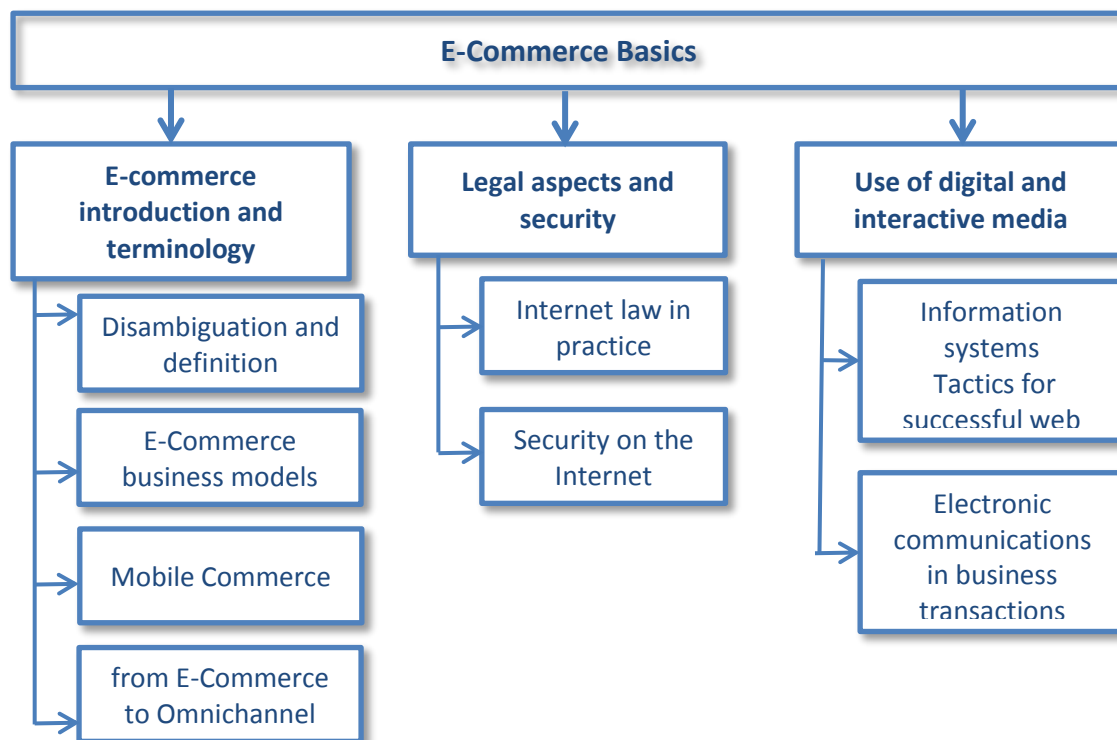 E-Commerce Basics
E-commerce
introduction and
terminology
Disambiguation and
definition
E-Commerce
business models
Mobile Commerce
from E-Commerce
to Omnichannel
Legal aspects and
security
Internet law in
practice
Security on the
Internet
Use of digital and
interactive media
Information
systems
Tactics for
successful web
Electronic
communications
in business
transactions